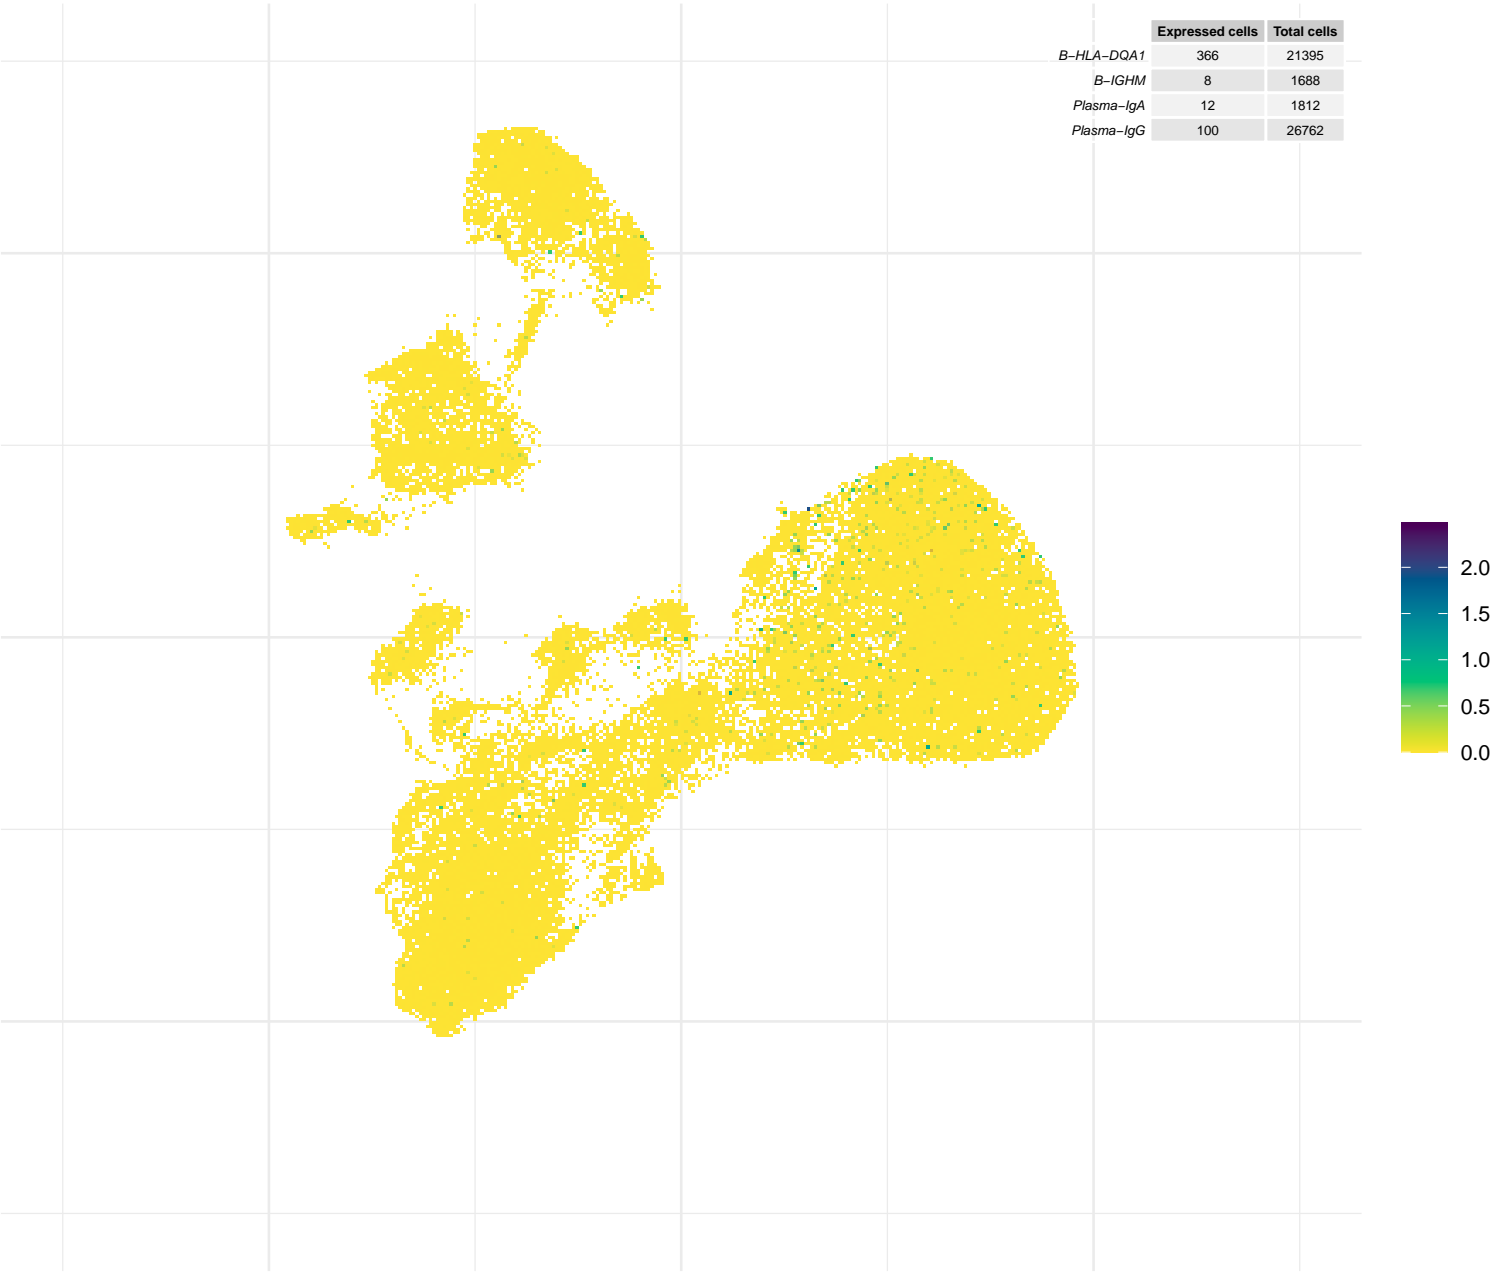 Expressed cells Total cells
B−HLA−DQA1 366 21395
B−IGHM 8 1688
Plasma−IgA 12 1812
Plasma−IgG 100 26762
2.0
1.5
1.0
0.5
0.0